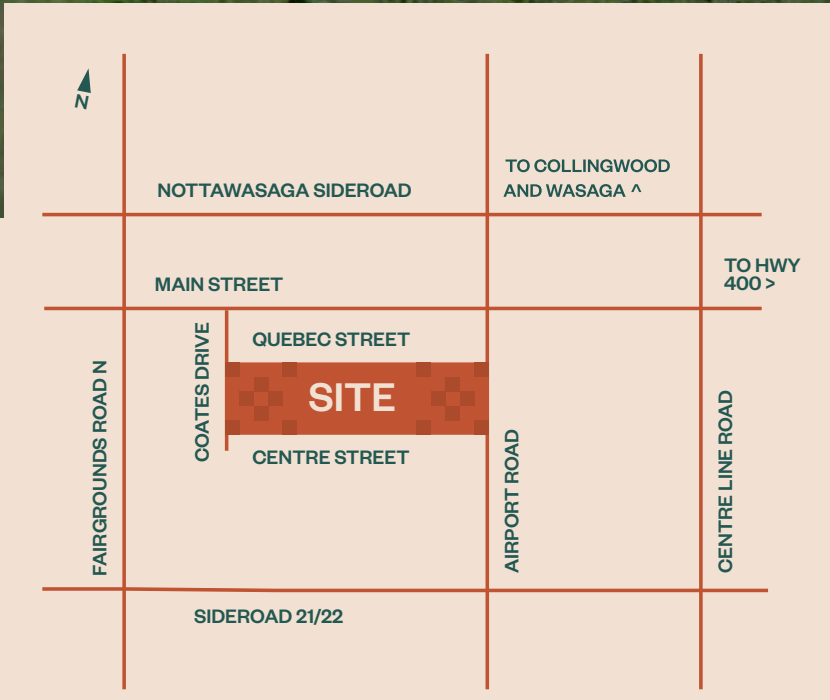 N
TO COLLINGWOOD
AND WASAGA ^
NOTTAWASAGA SIDEROAD
TO HWY
400 >
MAIN STREET
COATES DRIVE
QUEBEC STREET
SITE
CENTRE STREET
FAIRGROUNDS ROAD N
AIRPORT ROAD
CENTRE LINE ROAD
SIDEROAD 21/22